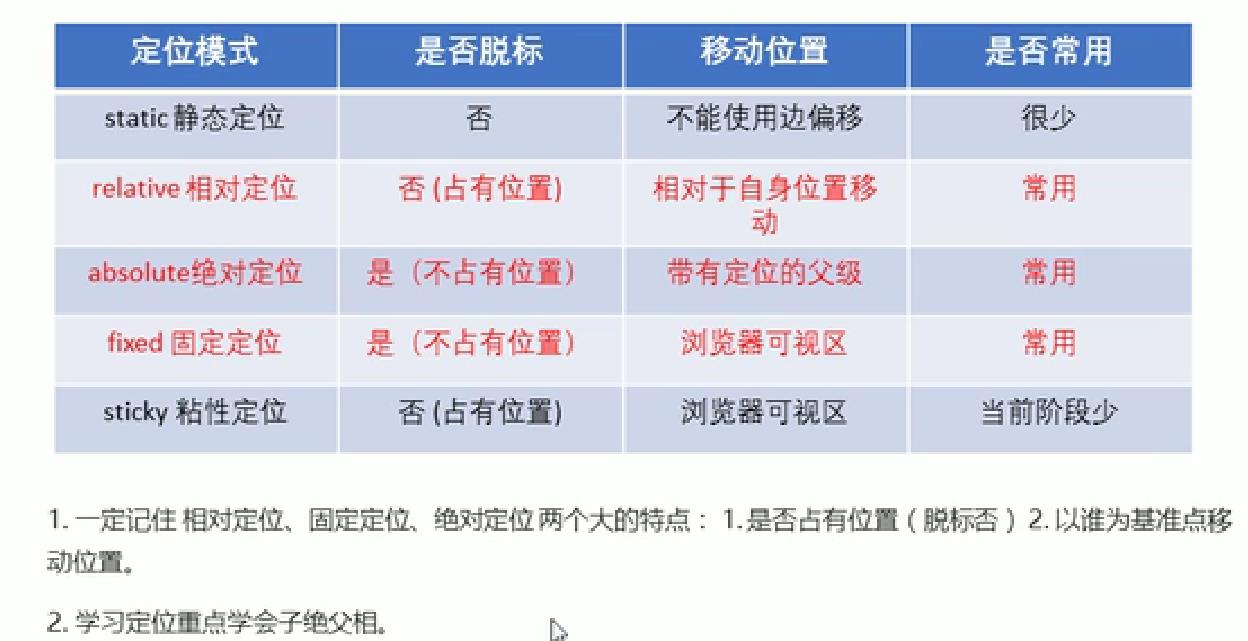 定位模式 是否脱标 移动位置 是否常用
static 静态定位 否 不能使用边偏移 很少
relative 相对定位 否 (占有位置) 相对于自身位置移 常用
动
absolute绝对定位 是（不占有位置） 带有定位的父级 常用
fixed 固定定位 是（不占有位置） 浏览器可视区 常用
sticky 粘性定位 否 (占有位置) 浏览器可视区 当前阶段少
1. 一定记住 相对定位、固定定位、绝对定位 两个大的特点： 1.是否占有位置（脱标否）2. 以谁为基准点移
动位置。
2. 学习定位重点学会子绝父相。